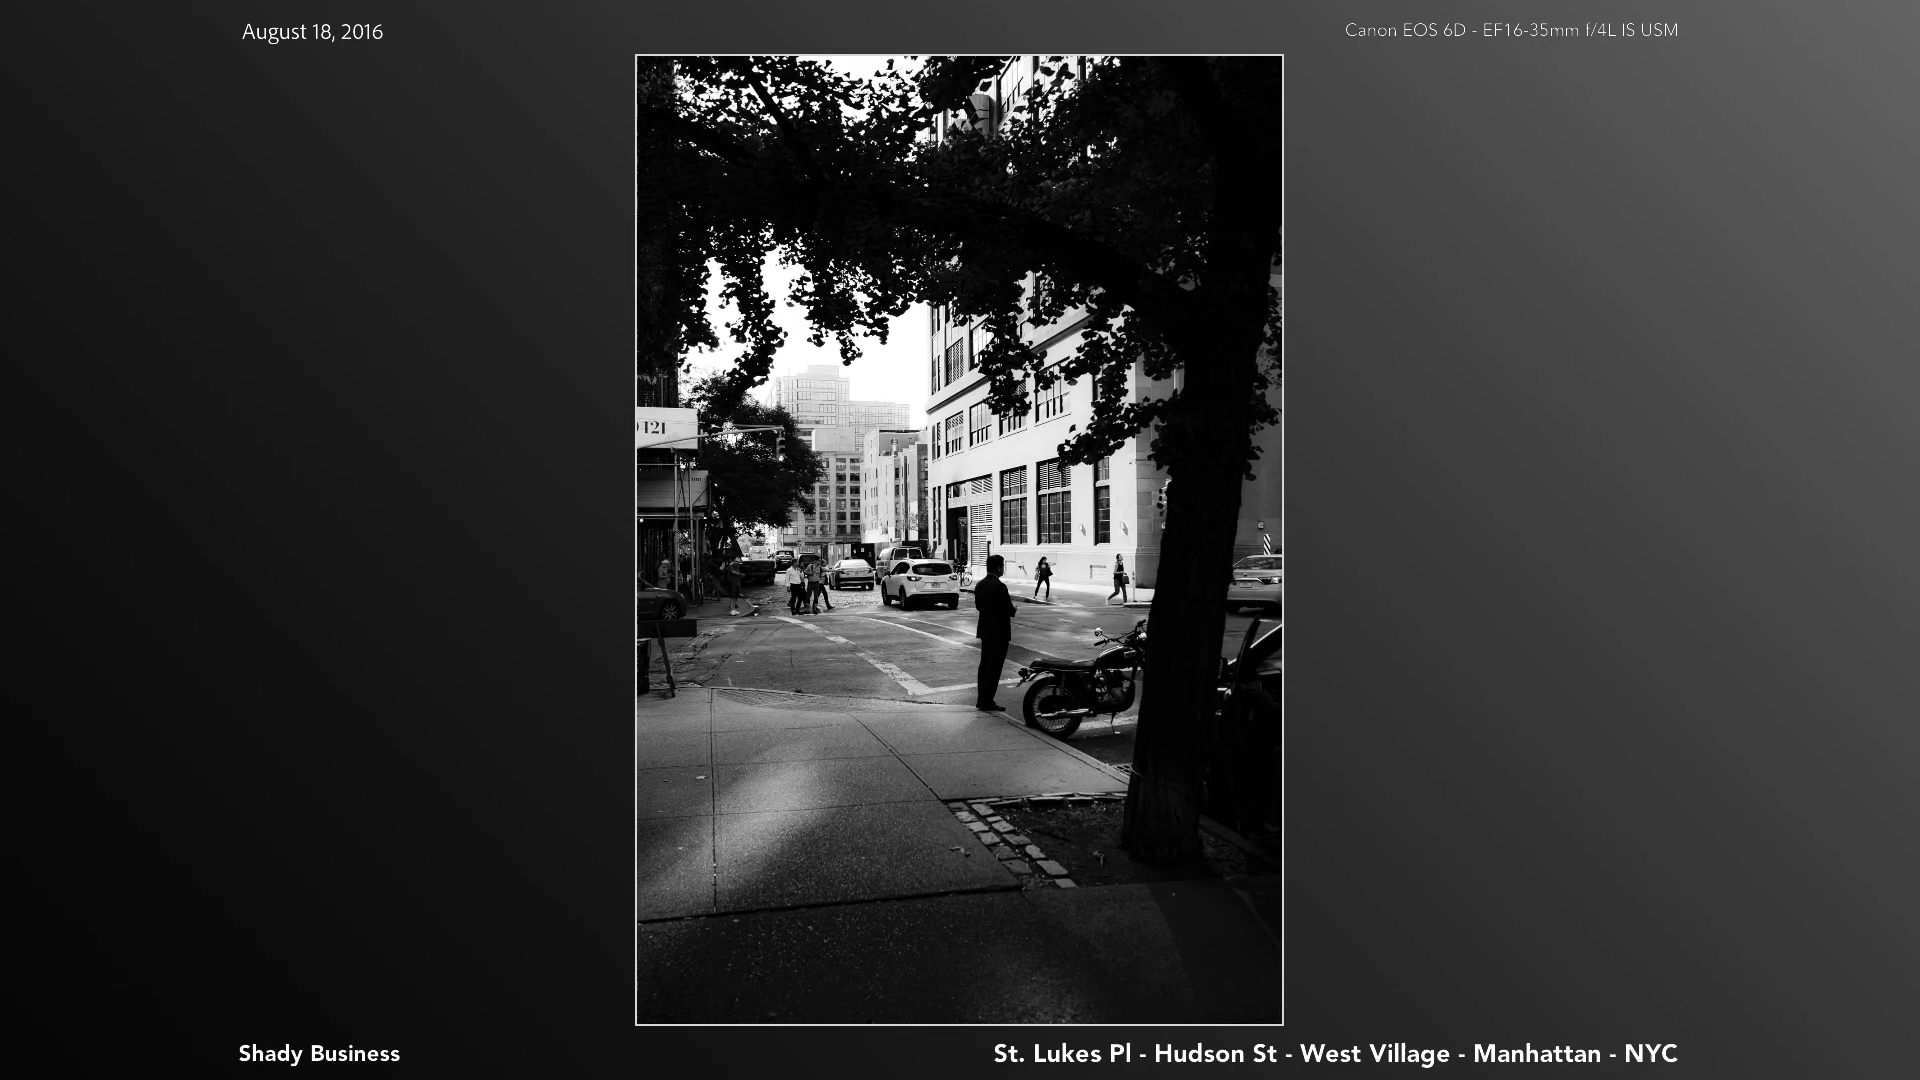 August 18, 2016
Canon EOS 6D - EF16-35mm f/4L IS USM
121
Shady Business
St. Lukes Pl - Hudson St - West Village - Manhattan - NYC